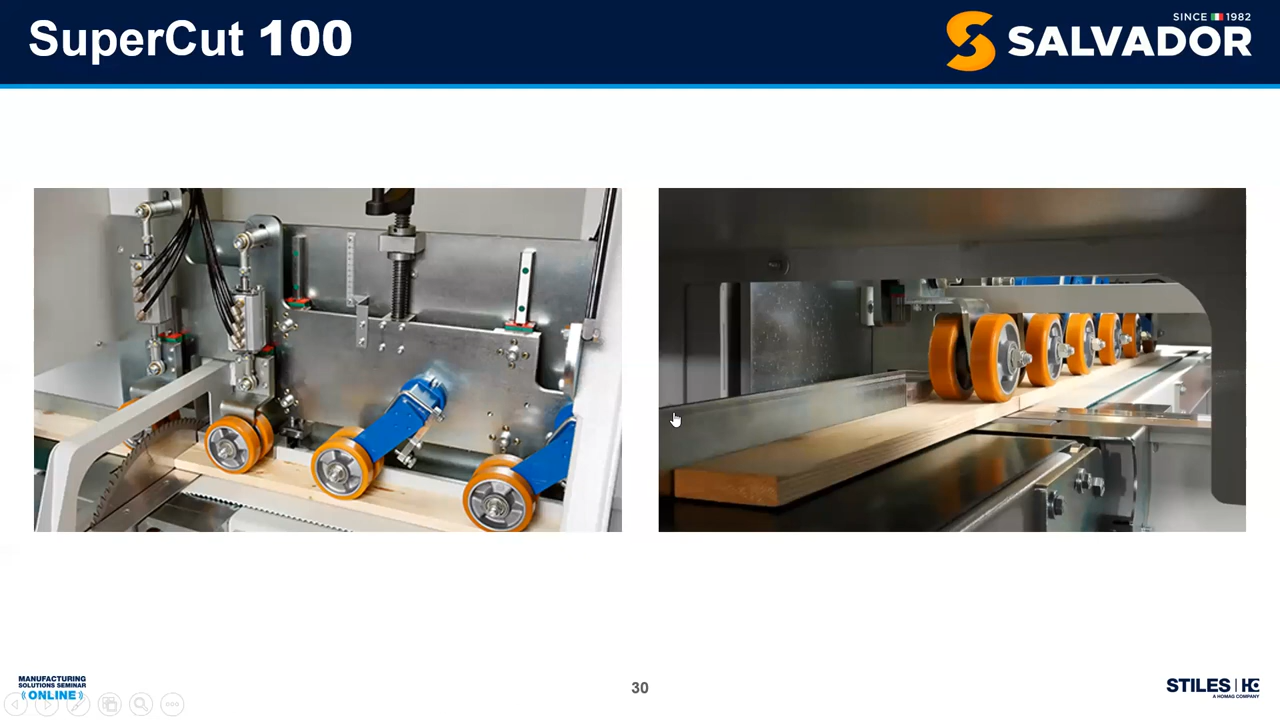 SuperCut 100
SINCE 1982
SALVADOR
MANUFACTURING
SOLUTIONS SEMINAR
ONLINE
30
STILES | HC
A HOMAG COMPANY